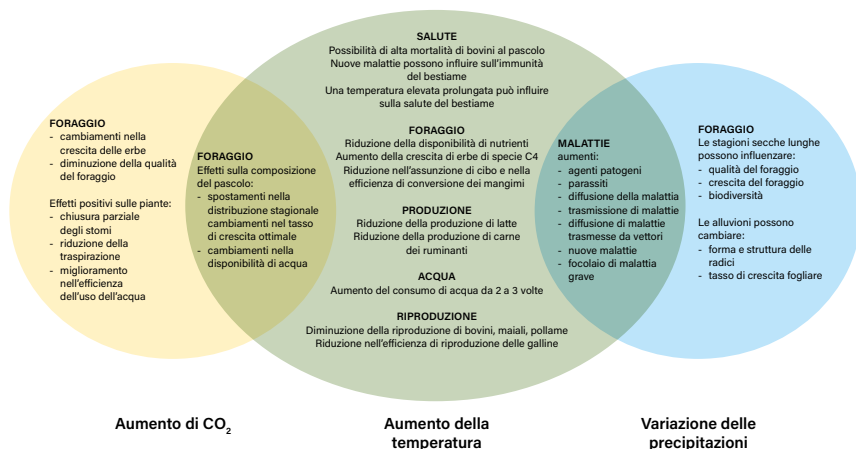 FORAGGIO
- cambiamenti nella
crescita delle erbe
- diminuzione della qualità
del foraggio
Effetti positivi sulle piante:
- chiusura parziale
degli stomi
- riduzione della
traspirazione
- miglioramento
nell'efficienza
dell'uso dell'acqua
FORAGGIO
Effetti sulla composizione
del pascolo:
- spostamenti nella
distribuzione stagionale
cambiamenti nel tasso
di crescita ottimale
- cambiamenti nella
disponibilità di acqua
SALUTE
Possibilità di alta mortalità di bovini al pascolo
Nuove malattie possono influire sull'immunità
del bestiame
Una temperatura elevata prolungata può influire
sulla salute del bestiame
FORAGGIO
Riduzione della disponibilità di nutrienti
Aumento della crescita di erbe di specie C4
Riduzione nell'assunzione di cibo e nella
efficienza di conversione dei mangimi
PRODUZIONE
Riduzione della produzione di latte
Riduzione della produzione di carne
dei ruminanti
ACQUA
Aumento del consumo di acqua da 2 a 3 volte
RIPRODUZIONE
Diminuzione della riproduzione di bovini, maiali, pollame
Riduzione nell'efficienza di riproduzione delle galline
MALATTIE
aumenti:
- agenti patogeni
- parassiti
- diffusione della malattia
- trasmissione di malattie
- diffusione di malattie
trasmesse da vettori
- nuove malattie
- focolaio di malattia
grave
FORAGGIO
Le stagioni secche lunghe
possono influenzare:
- qualità del foraggio
- crescita del foraggio
- biodiversità
Le alluvioni possono
cambiare:
- forma e struttura delle
radici
- tasso di crescita fogliare
Aumento di CO₂
Aumento della
temperatura
Variazione delle
precipitazioni